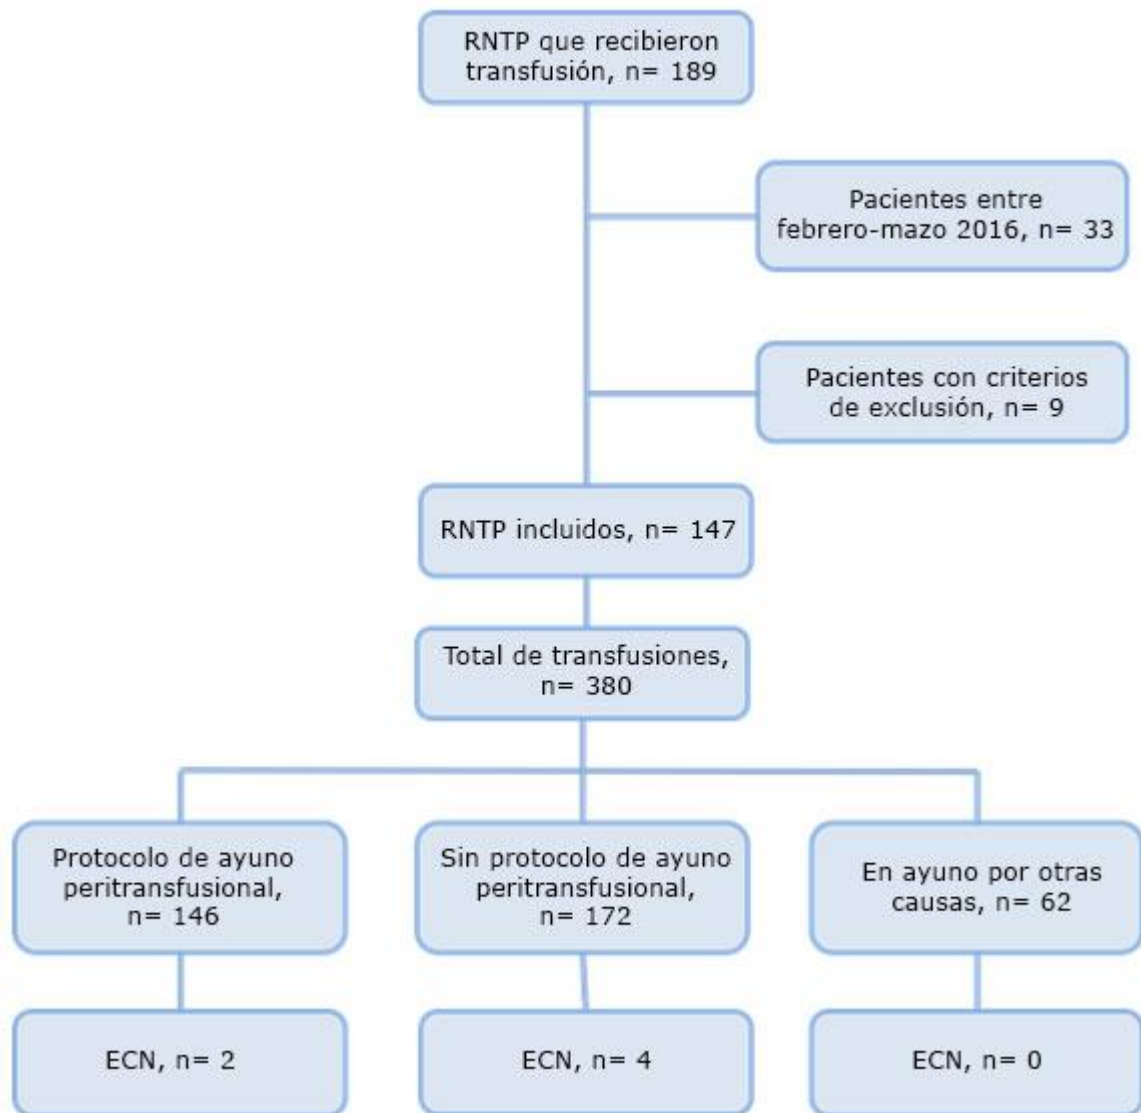 RNTP que recibieron
transfusión, n= 189
Pacientes entre
febrero-mazo 2016, n= 33
Pacientes con criterios
de exclusión, n= 9
RNTP incluidos, n= 147
Total de transfusiones,
n= 380
Protocolo de ayuno
peritransfusional,
n= 146
Sin protocolo de ayuno
peritransfusional,
n= 172
En ayuno por otras
causas, n= 62
ECN, n= 2
ECN, n= 4
ECN, n= 0